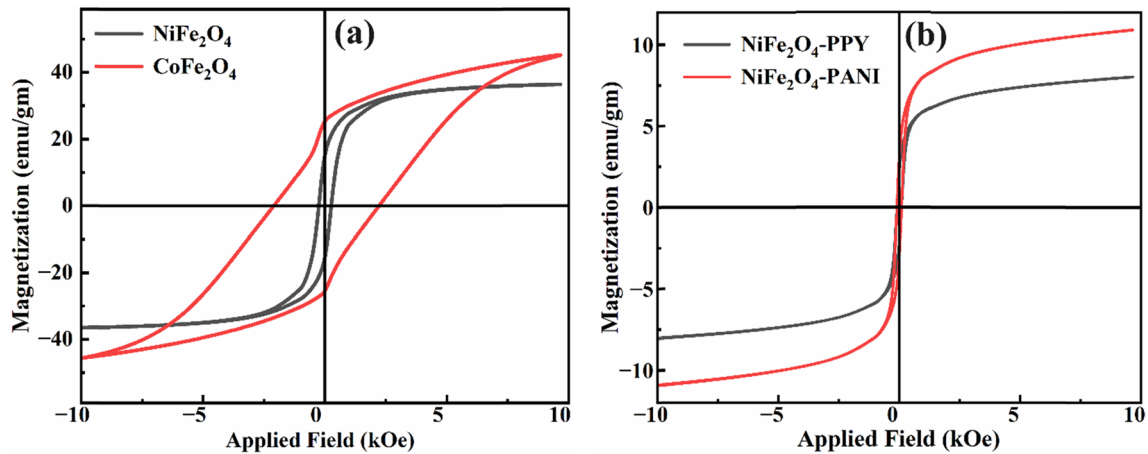 (a)
NiFe₂O₄
CoFe₂O₄
Magnetization (emu/gm)
40
20
0
−20
−40
−10
−5
0
5
10
Applied Field (kOe)
(b)
NiFe₂O₄-PPY
NiFe₂O₄-PANI
Magnetization (emu/gm)
10
5
0
−5
−10
−10
−5
0
5
10
Applied Field (kOe)